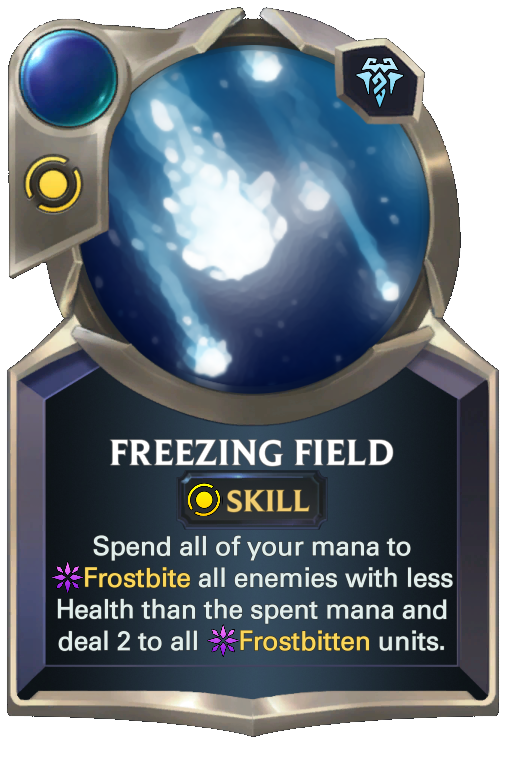 FREEZING FIELD
SKILL
Spend all of your mana to
Frostbite all enemies with less
Health than the spent mana and
deal 2 to all Frostbitten units.